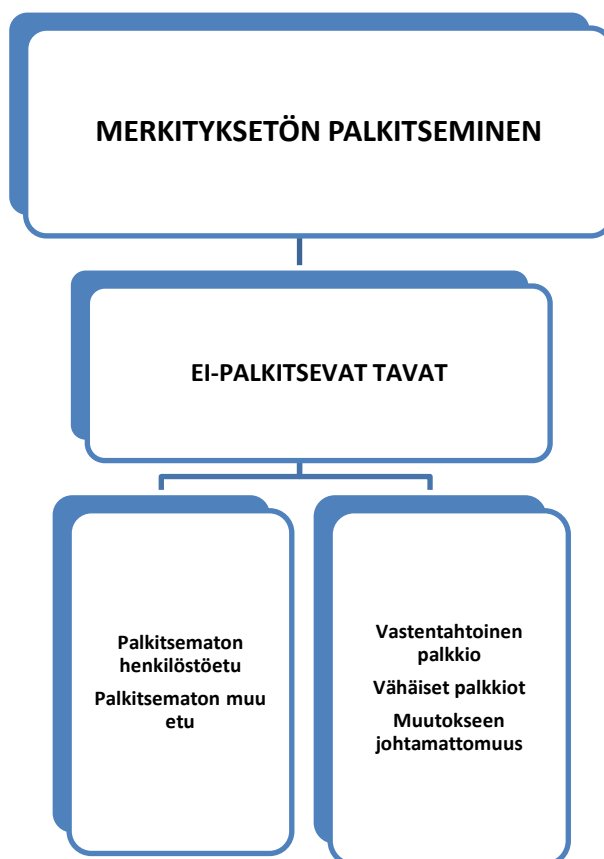 MERKITYKSETÖN PALKITSEMINEN
EI-PALKITSEVAT TAVAT
Palkitsematon
henkilöstöetu
Palkitsematon muu
etu
Vastentahtoinen
palkkio
Vähäiset palkkiot
Muutokseen
johtamattomuus